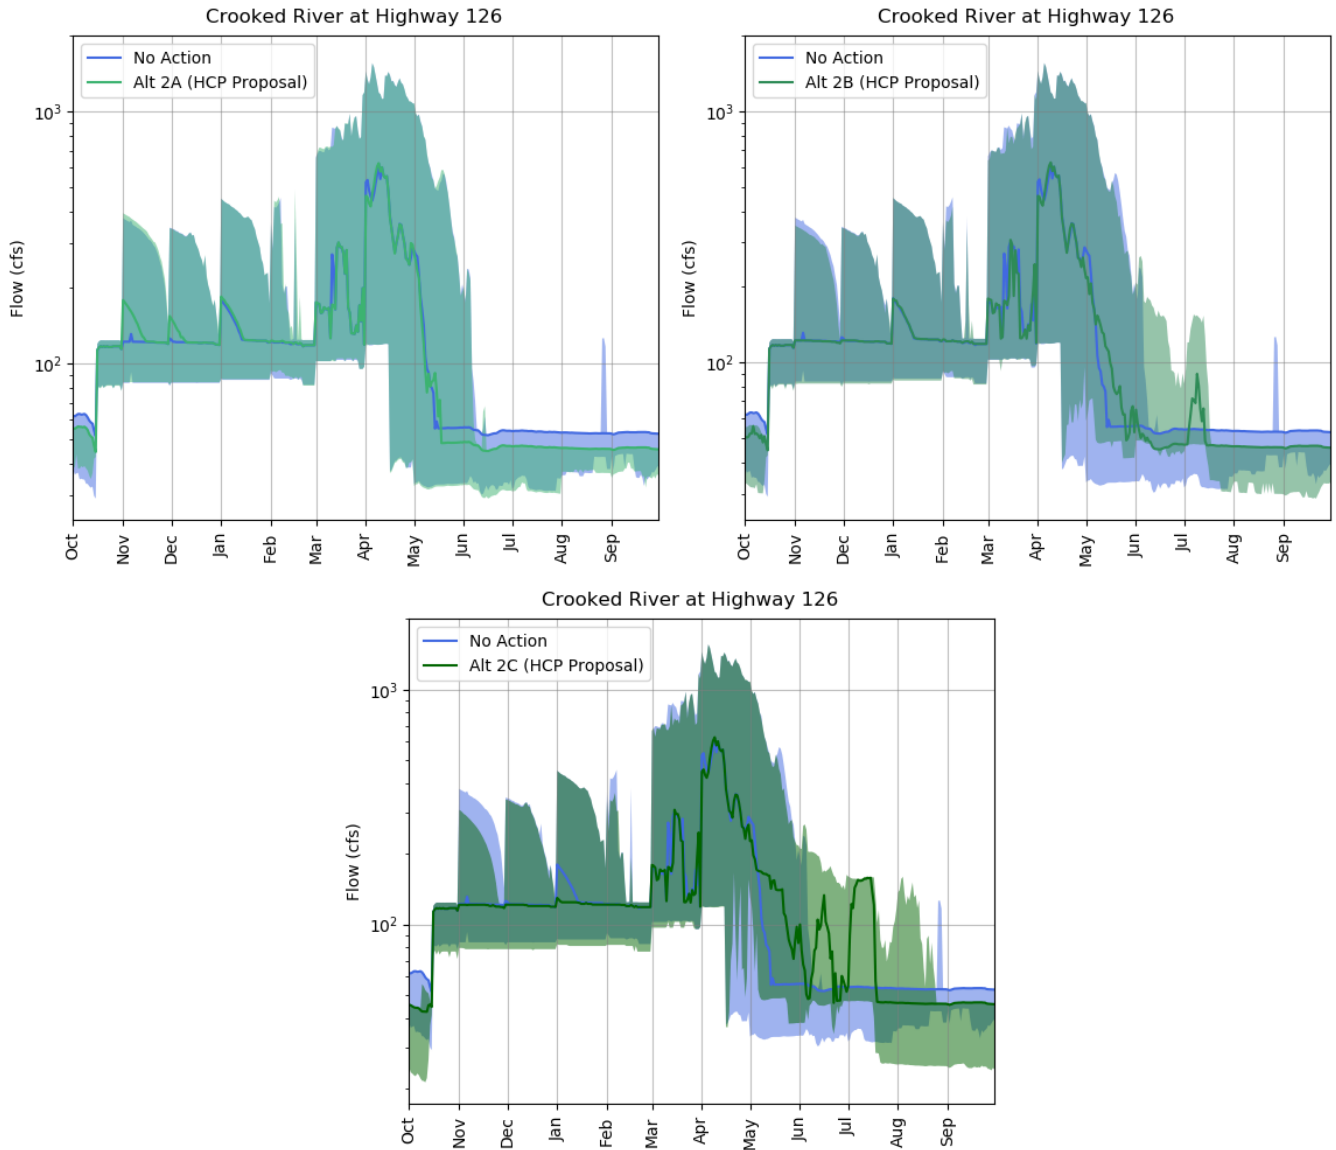 Crooked River at Highway 126
No Action
Alt 2A (HCP Proposal)
Flow (cfs)
10³
10²
Oct Nov Dec Jan Feb Mar Apr May Jun Jul Aug Sep
Crooked River at Highway 126
No Action
Alt 2B (HCP Proposal)
Flow (cfs)
10³
10²
Oct Nov Dec Jan Feb Mar Apr May Jun Jul Aug Sep
Crooked River at Highway 126
No Action
Alt 2C (HCP Proposal)
Flow (cfs)
10³
10²
Oct Nov Dec Jan Feb Mar Apr May Jun Jul Aug Sep